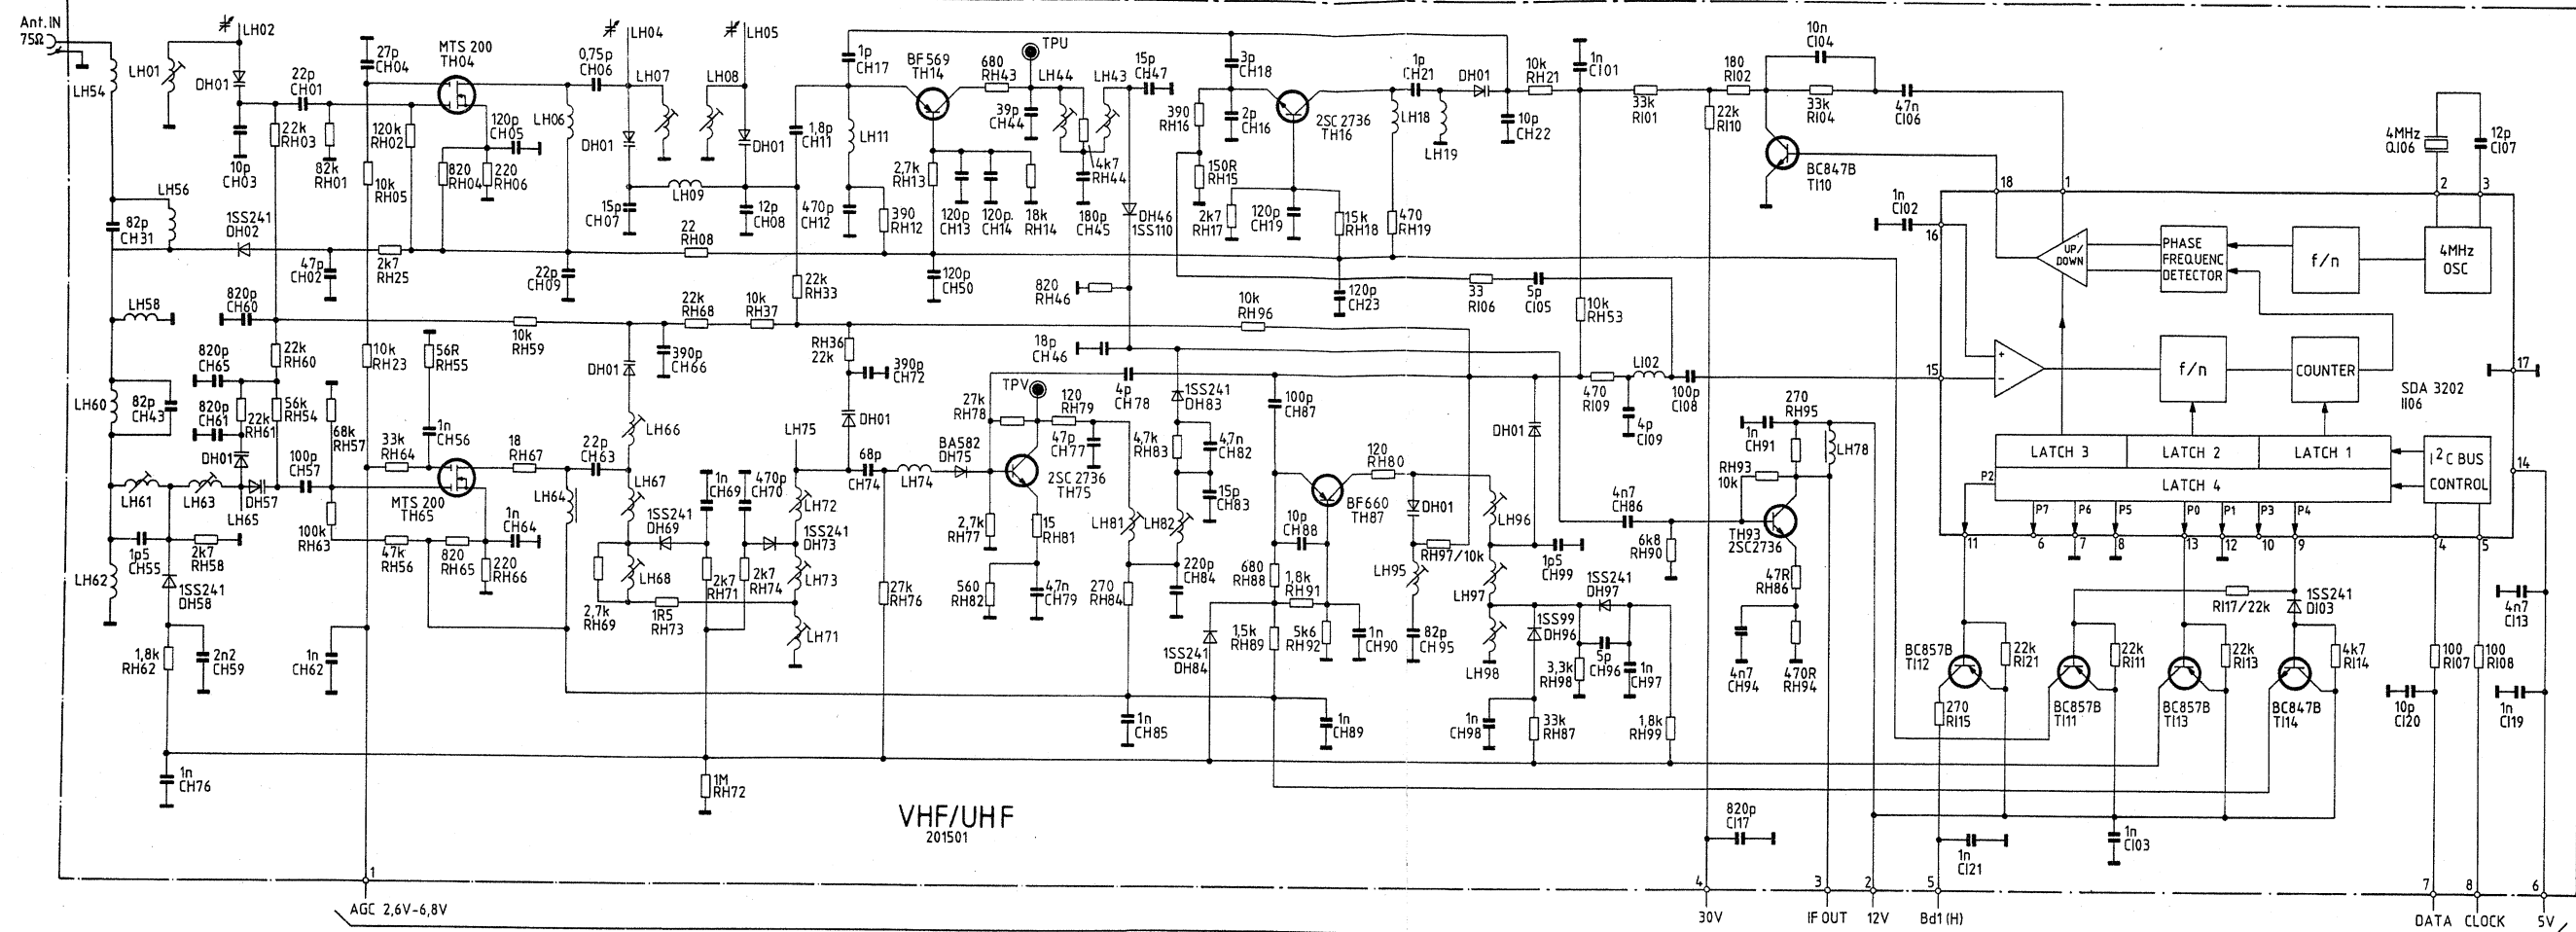 Ant.IN
75Ω
LH54
LH01
LH02
DH01
10p
CH03
22k
RH03
22p
CH01
82k
RH01
27p
CH04
10k
RH05
120k
RH02
MTS 200
TH04
820
RH04
120p
CH05
220
RH06
LH06
0,75p
CH06
LH04
LH07
DH01
15p
CH07
LH09
LH08
LH05
DH01
12p
CH08
1,8p
CH11
1p
CH17
LH11
470p
CH12
390
RH12
BF 569
TH14
2,7k
RH13
120p
CH13
120p.
CH14
18k
RH14
680
RH43
TPU
39p
CH44
LH44
LH43
4k7
RH44
180p
CH45
15p
CH47
DH46
1SS110
390
RH16
150R
RH15
3p
CH18
2p
CH16
2k7
RH17
120p
CH19
2SC 2736
TH16
15k
RH18
1p
CH21
LH18
470
RH19
LH19
DH01
10p
CH22
10k
RH21
1n
CI01
33k
RI01
180
RI02
22k
RI10
10n
CI04
33k
RI04
47n
CI06
BC847B
TI10
1n
CI02
4MHz
QI06
12p
CI07
18
1
2
3
16
UP/
DOWN
PHASE
FREQUENC
DETECTOR
f/n
4MHz
OSC
LH56
82p
CH31
1SS241
DH02
47p
CH02
2k7
RH25
22p
CH09
22
RH08
22k
RH33
120p
CH50
820
RH46
120p
CH23
33
RI06
5p
CI05
10k
RH53
LH58
820p
CH60
10k
RH59
22k
RH68
10k
RH37
10k
RH96
LH60
82p
CH43
820p
CH65
820p
CH61
22k
RH61
22k
RH60
56k
RH54
68k
RH57
10k
RH23
56R
RH55
1n
CH56
33k
RH64
18
RH67
22p
CH63
DH01
390p
CH66
LH66
LH67
RH36
22k
390p
CH72
DH01
LH75
68p
CH74
LH74
BA582
DH75
27k
RH78
TPV
120
RH79
47p
CH77
2SC 2736
TH75
18p
CH46
4p
CH78
1SS241
DH83
4,7k
RH83
4,7n
CH82
15p
CH83
100p
CH87
BF660
TH87
120
RH80
DH01
LH96
DH01
470
RI09
LI02
4p
CI09
100p
CI08
270
RH95
1n
CH91
LH78
RH93
10k
TH93
2SC2736
4n7
CH86
6k8
RH90
47R
RH86
4n7
CH94
470R
RH94
15
+
-
f/n
COUNTER
17
SDA 3202
II06
LATCH 3
LATCH 2
LATCH 1
LATCH 4
I²C BUS
CONTROL
14
P2
P7
P6
P5
P0
P1
P3
P4
11
6
7
8
13
12
10
9
4
5
LH61
LH63
DH01
DH57
LH65
100p
CH57
100k
RH63
MTS 200
TH65
LH62
1p5
CH55
2k7
RH58
1SS241
DH58
1,8k
RH62
2n2
CH59
1n
CH62
47k
RH56
820
RH65
220
RH66
1n
CH64
LH64
LH68
1SS241
DH69
2,7k
RH69
1R5
RH73
1n
CH69
470p
CH70
2k7
RH71
2k7
RH74
1SS241
DH73
LH72
LH73
LH71
27k
RH76
2,7k
RH77
15
RH81
560
RH82
4,7n
CH79
LH81
LH82
270
RH84
220p
CH84
1n
CH85
10p
CH88
680
RH88
1,8k
RH91
1,5k
RH89
5k6
RH92
1n
CH90
1SS241
DH84
1n
CH89
RH97/10k
LH95
82p
CH95
LH97
LH98
1p5
CH99
1SS241
DH97
1SS99
DH96
3,3k
RH98
5p
CH96
1n
CH97
1n
CH98
33k
RH87
1,8k
RH99
1n
CH76
1M
RH72
RI17/22k
1SS241
DI03
BC857B
TI12
22k
RI21
270
RI15
BC857B
TI11
22k
RI11
BC857B
TI13
22k
RI13
BC847B
TI14
4k7
RI14
100
RI07
100
RI08
10p
CI20
4n7
CI13
1n
CI19
820p
CI17
1n
CI21
1n
CI03
VHF/UHF
201501
1
4
3
2
5
7
8
6
AGC 2,6V-6,8V
30V
IF OUT
12V
Bd1 (H)
DATA
CLOCK
5V